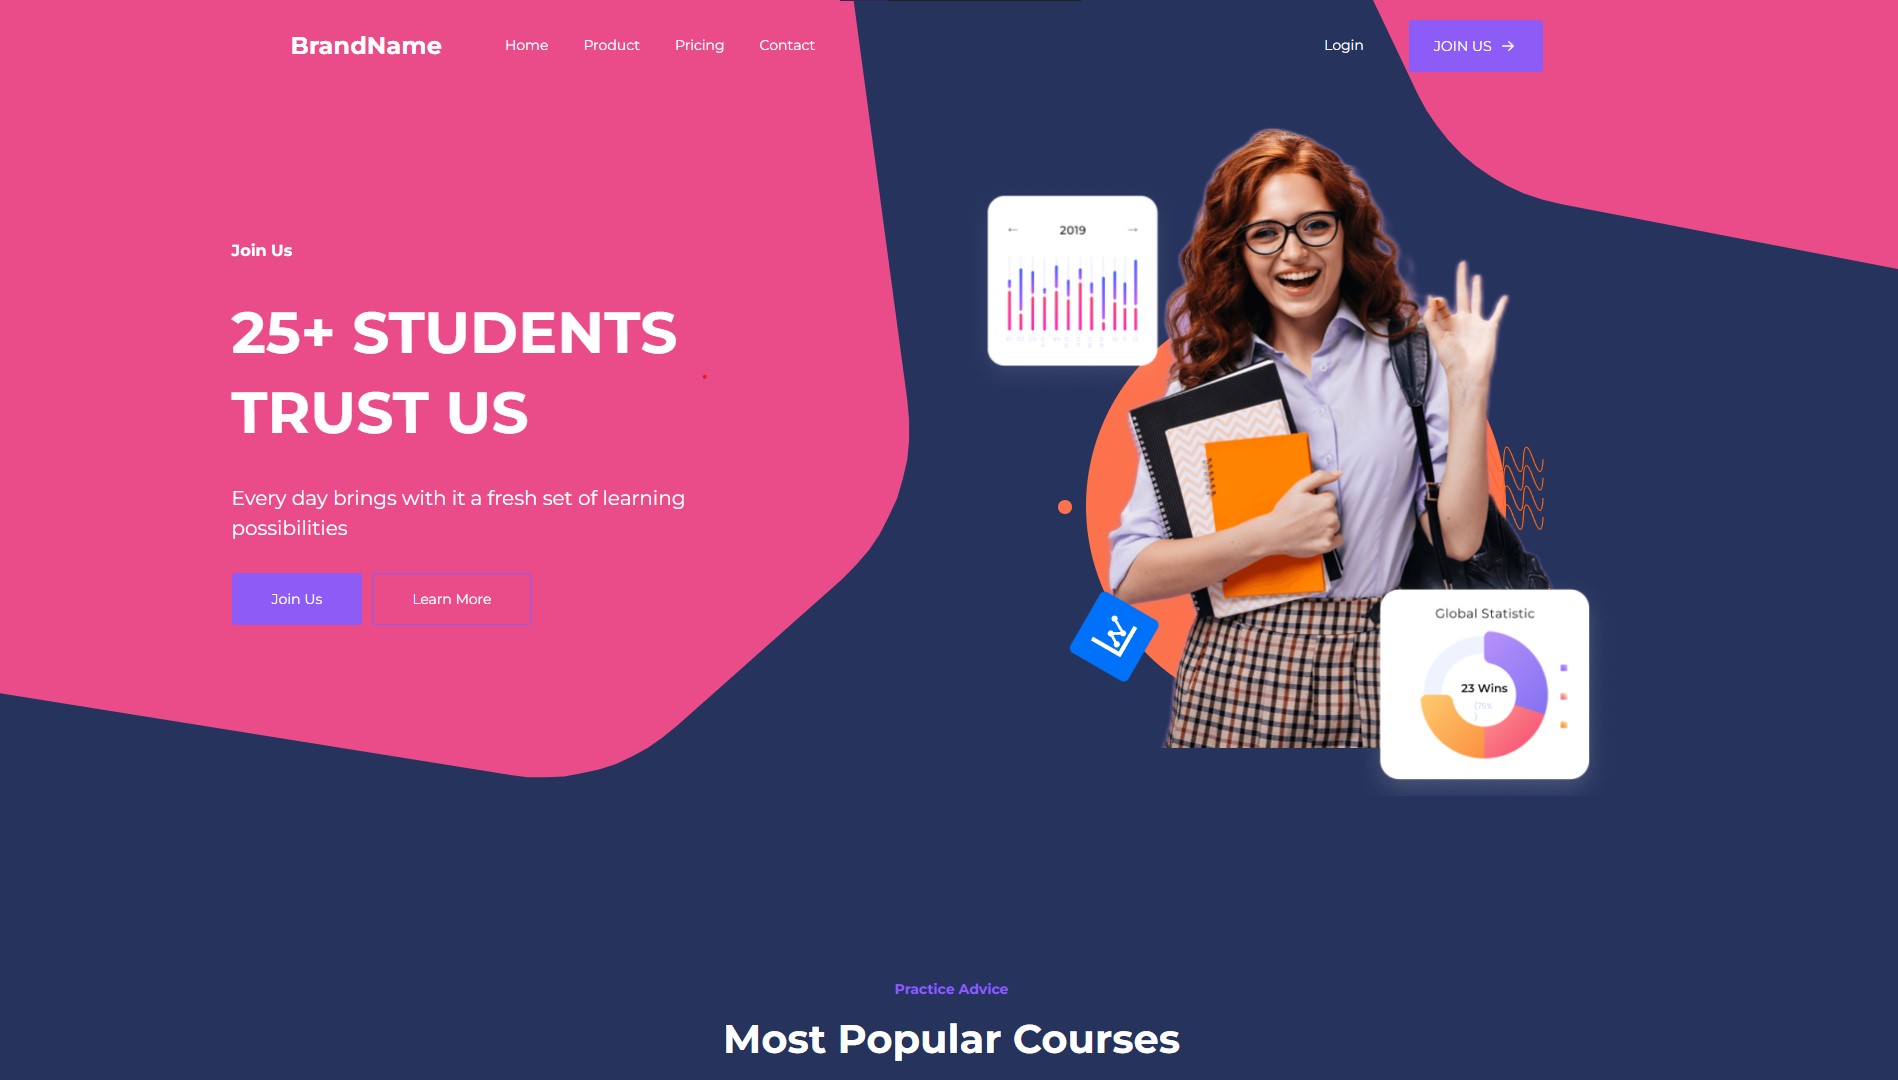 BrandName
Home
Product
Pricing
Contact
Login
JOIN US
Join Us
25+ STUDENTS
TRUST US
Every day brings with it a fresh set of learning
possibilities
Join Us
Learn More
2019
Global Statistic
23 Wins
(75%
)
Practice Advice
Most Popular Courses